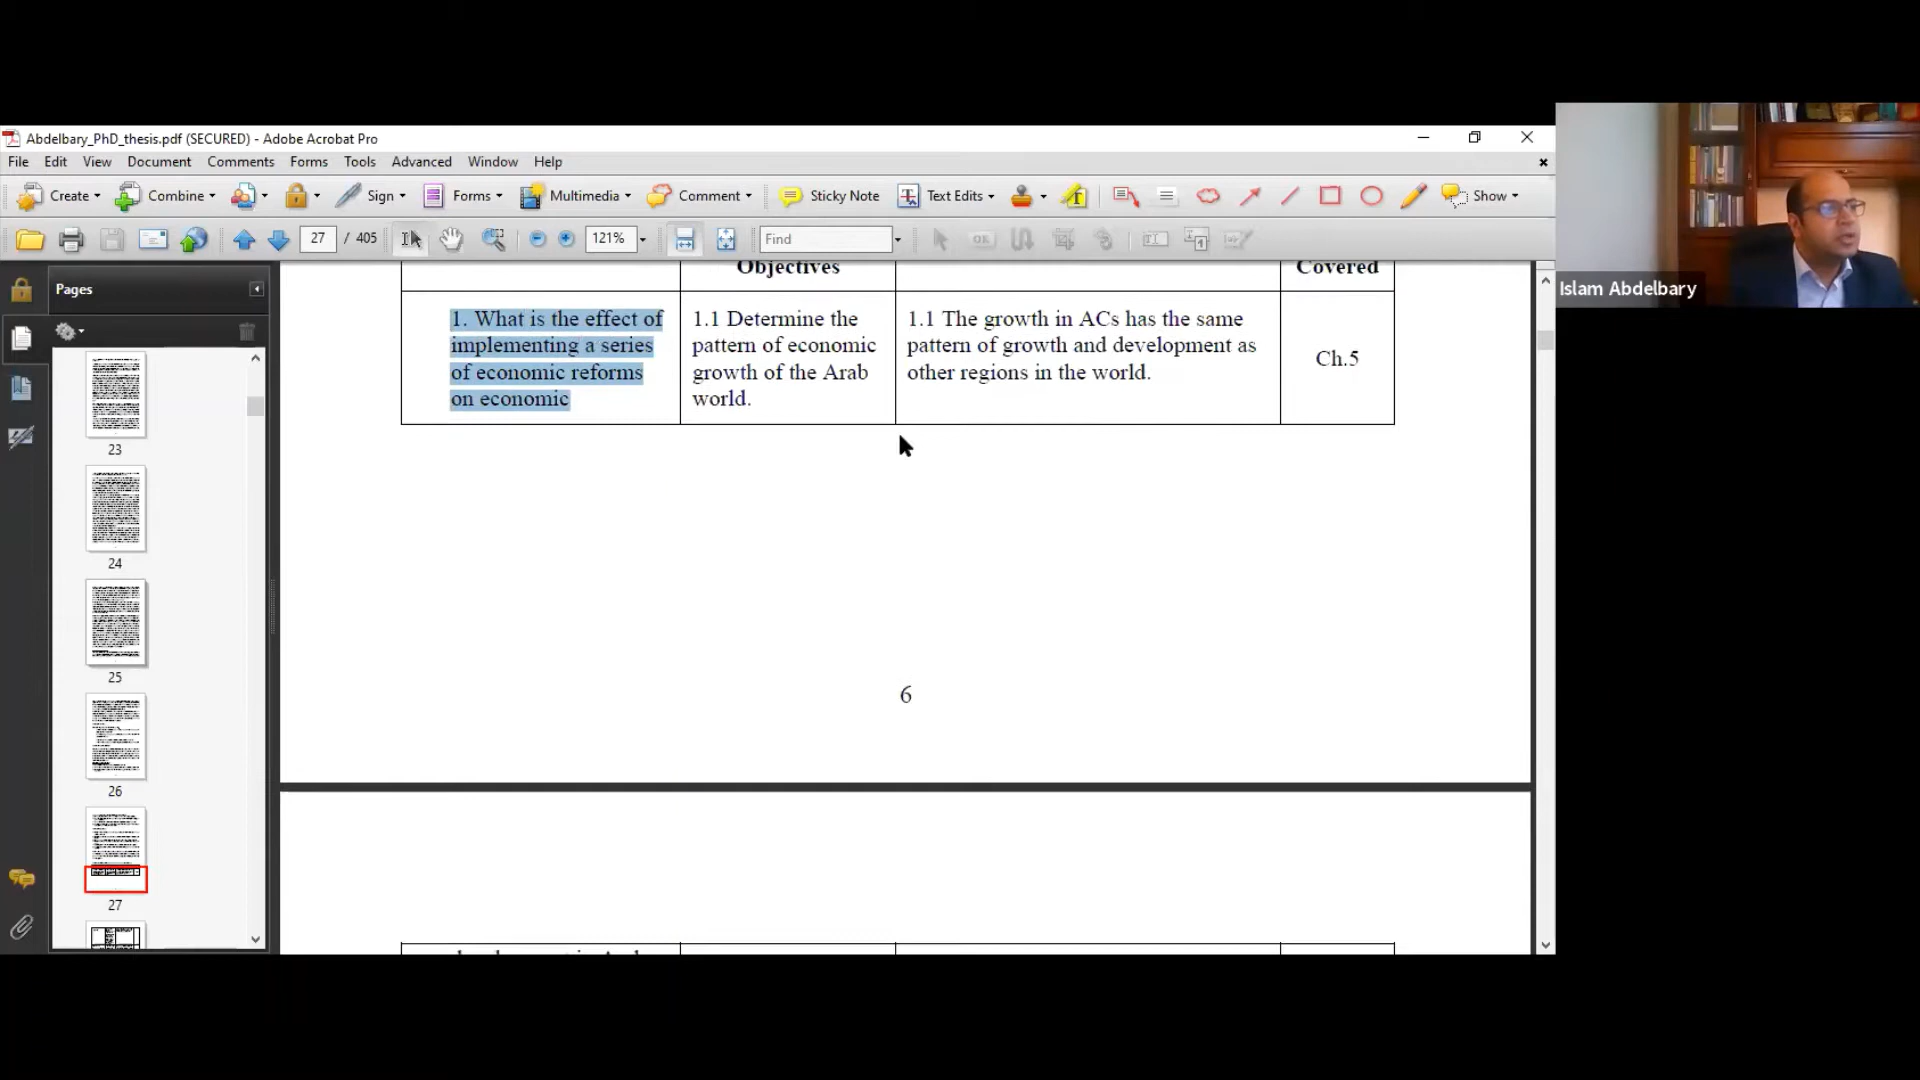 Abdelbary_PhD_thesis.pdf (SECURED) - Adobe Acrobat Pro
File Edit View Document Comments Forms Tools Advanced Window Help
Create Combine Sign Forms Multimedia Comment Sticky Note Text Edits Show
27 / 405 121% Find
Pages
23
24
25
26
27
Objectives Covered
1. What is the effect of
implementing a series
of economic reforms
on economic
1.1 Determine the
pattern of economic
growth of the Arab
world.
1.1 The growth in ACs has the same
pattern of growth and development as
other regions in the world.
Ch.5
6
Islam Abdelbary